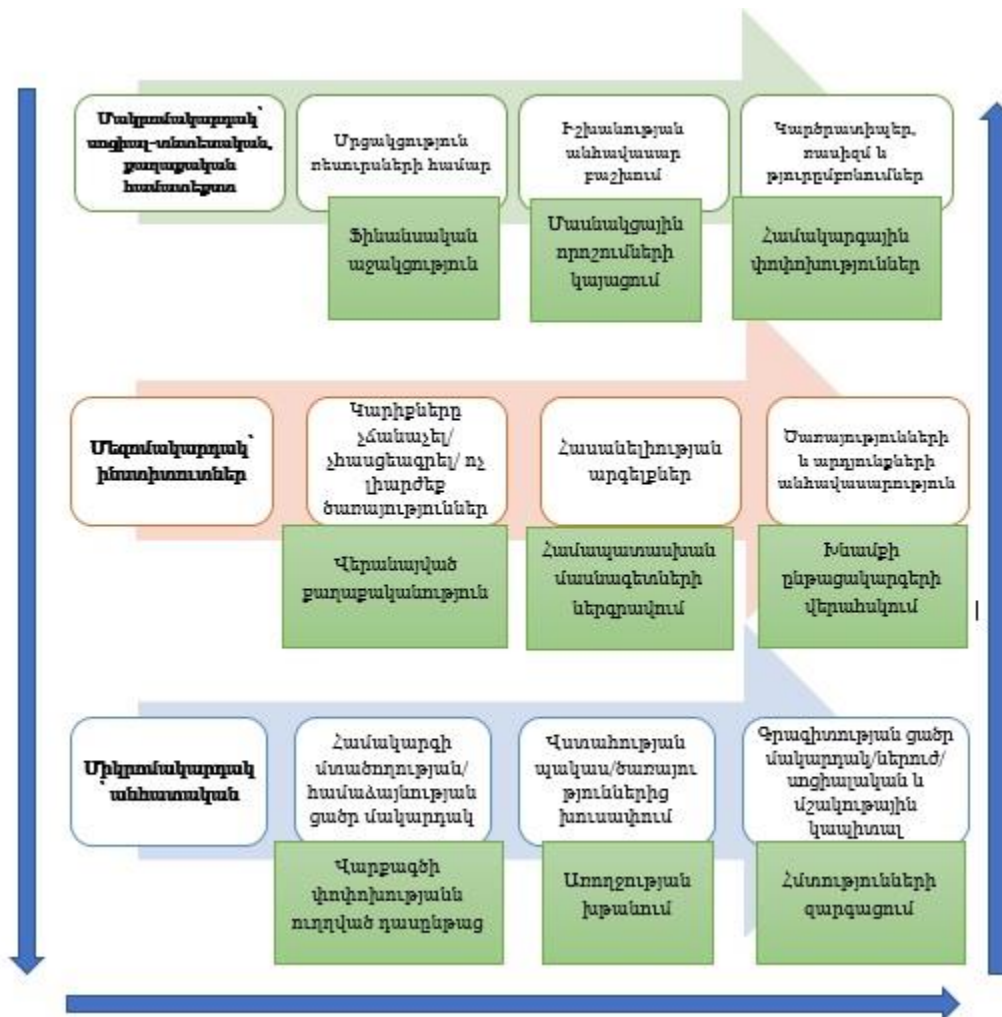 Մակրոմակարդակ՝
սոցիալ-տնտեսական,
քաղաքական
համատեքստ
Մրցակցություն
ռեսուրսների համար
Իշխանության
անհավասար
բաշխում
Կարծրատիպեր,
ռասիզմ և
թյուրըմբռնումներ
Ֆինանսական
աջակցություն
Մասնակցային
որոշումների
կայացում
Համակարգային
փոփոխություններ
Մեզոմակարդակ՝
ինստիտուտներ
Կարիքները
չճանաչել/
չհասցեագրել/ ոչ
լիարժեք
ծառայություններ
Հասանելիության
արգելքներ
Ծառայությունների
և արդյունքների
անհավասարություն
Վերանայված
քաղաքականություն
Համապատասխան
մասնագետների
ներգրավում
Խնամքի
ընթացակարգերի
վերահսկում
Միկրոմակարդակ
՝անհատական
Համակարգի
մտածողության/
համաձայնության
ցածր մակարդակ
Վստահության
պակաս/ծառայու
թյուններից
խուսափում
Գրագիտության ցածր
մակարդակ/ներուժ/
սոցիալական և
մշակութային
կապիտալ
Վարքագծի
փոփոխությանն
ուղղված դասընթաց
Առողջության
խթանում
Հմտությունների
զարգացում